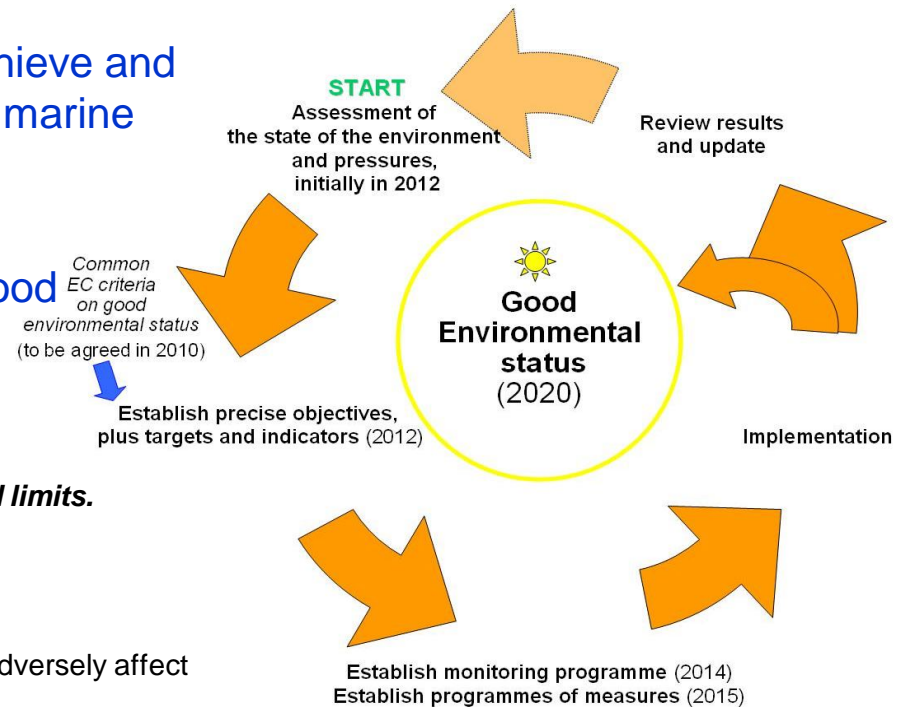 hieve and
marine
ood
l limits.
dversely affect
START
Assessment of
the state of the environment
and pressures,
initially in 2012
Review results
and update
Common
EC criteria
on good
environmental status
(to be agreed in 2010)
Good
Environmental
status
(2020)
Establish precise objectives,
plus targets and indicators (2012)
Implementation
Establish monitoring programme (2014)
Establish programmes of measures (2015)